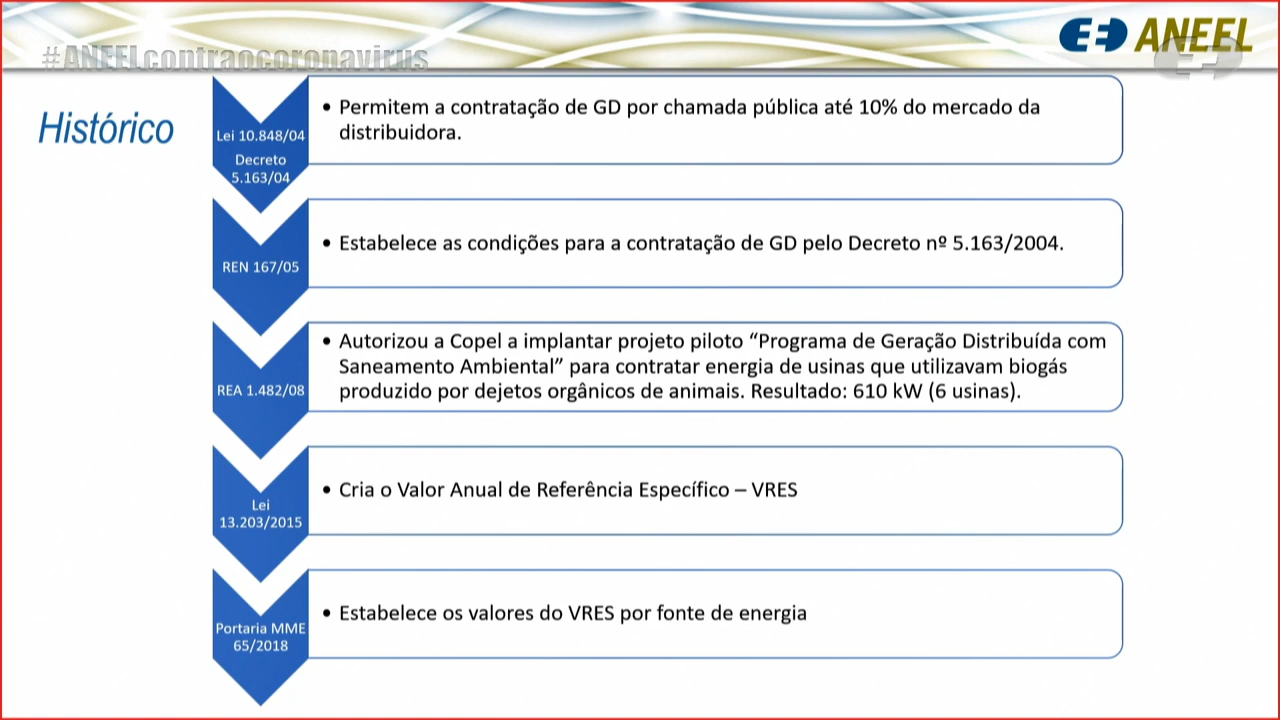 ANEEL
#ANEELcontraocoronavirus
Histórico
Lei 10.848/04
Decreto
5.163/04
• Permitem a contratação de GD por chamada pública até 10% do mercado da
distribuidora.
REN 167/05
• Estabelece as condições para a contratação de GD pelo Decreto nº 5.163/2004.
REA 1.482/08
• Autorizou a Copel a implantar projeto piloto “Programa de Geração Distribuída com
Saneamento Ambiental” para contratar energia de usinas que utilizavam biogás
produzido por dejetos orgânicos de animais. Resultado: 610 kW (6 usinas).
Lei
13.203/2015
• Cria o Valor Anual de Referência Específico – VRES
Portaria MME
65/2018
• Estabelece os valores do VRES por fonte de energia